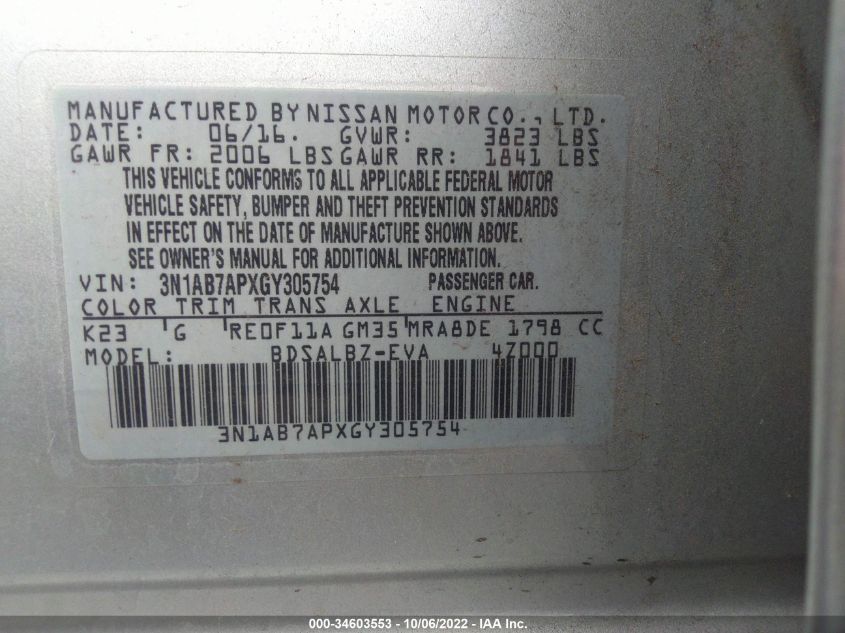 MANUFACTURED BY NISSAN MOTOR CO., LTD.
DATE: 06/16. GVWR: 3823 LBS
GAWR FR: 2006 LBS GAWR RR: 1841 LBS
THIS VEHICLE CONFORMS TO ALL APPLICABLE FEDERAL MOTOR
VEHICLE SAFETY, BUMPER AND THEFT PREVENTION STANDARDS
IN EFFECT ON THE DATE OF MANUFACTURE SHOWN ABOVE.
SEE OWNER'S MANUAL FOR ADDITIONAL INFORMATION.
VIN: 3N1AB7APXGY305754 PASSENGER CAR.
COLOR TRIM TRANS AXLE ENGINE
K23 G RE0F11A GM35 MRA8DE 1798 CC
MODEL: BDSALBZ-EVA 4Z000
3N1AB7APXGY305754
000-34603553 - 10/06/2022 - IAA Inc.